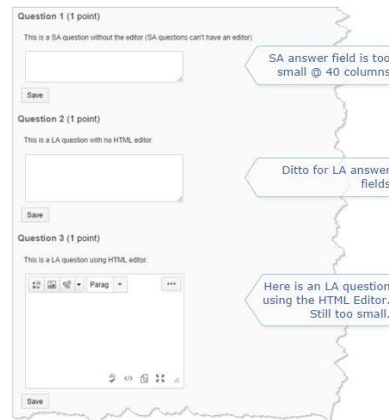 Question 1 (1 point)
This is a SA question without the editor (SA questions can't have an editor).
SA answer field is too
small @ 40 columns
Save
Question 2 (1 point)
This is a LA question with no HTML editor.
Ditto for LA answer
fields
Save
Question 3 (1 point)
This is a LA question using HTML editor.
Parag
Here is an LA question
using the HTML Editor.
Still too small.
Save